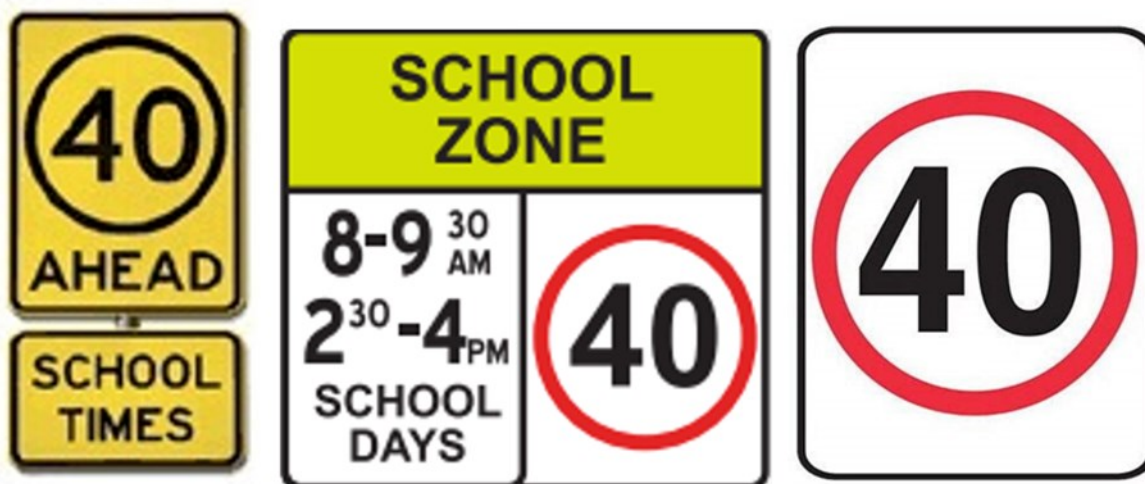 40
AHEAD
SCHOOL
TIMES
SCHOOL
ZONE
8-9 30 AM
2 30 -4 PM
SCHOOL
DAYS
40
40